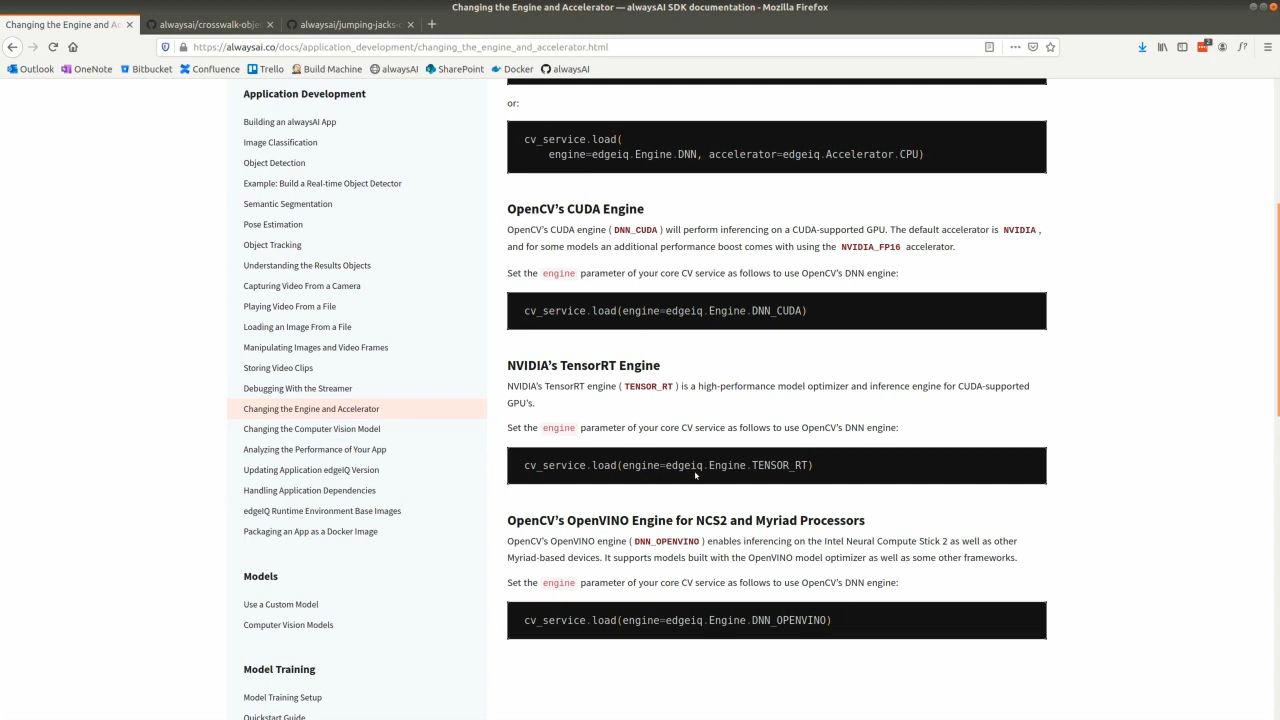 Changing the Engine and Accelerator — alwaysAI SDK documentation - Mozilla Firefox
Changing the Engine and Ac
alwaysai/crosswalk-obje
alwaysai/jumping-jacks-c
https://alwaysai.co/docs/application_development/changing_the_engine_and_accelerator.html
Outlook OneNote Bitbucket Confluence Trello Build Machine alwaysAI SharePoint Docker alwaysAI
Application Development
Building an alwaysAI App
Image Classification
Object Detection
Example: Build a Real-time Object Detector
Semantic Segmentation
Pose Estimation
Object Tracking
Understanding the Results Objects
Capturing Video From a Camera
Playing Video From a File
Loading an Image From a File
Manipulating Images and Video Frames
Storing Video Clips
Debugging With the Streamer
Changing the Engine and Accelerator
Changing the Computer Vision Model
Analyzing the Performance of Your App
Updating Application edgeIQ Version
Handling Application Dependencies
edgeIQ Runtime Environment Base Images
Packaging an App as a Docker Image
Models
Use a Custom Model
Computer Vision Models
Model Training
Model Training Setup
Quickstart Guide
or:
cv_service.load(
engine=edgeiq.Engine.DNN, accelerator=edgeiq.Accelerator.CPU)
OpenCV’s CUDA Engine
OpenCV’s CUDA engine ( DNN_CUDA ) will perform inferencing on a CUDA-supported GPU. The default accelerator is NVIDIA ,
and for some models an additional performance boost comes with using the NVIDIA_FP16 accelerator.
Set the engine parameter of your core CV service as follows to use OpenCV’s DNN engine:
cv_service.load(engine=edgeiq.Engine.DNN_CUDA)
NVIDIA’s TensorRT Engine
NVIDIA’s TensorRT engine ( TENSOR_RT ) is a high-performance model optimizer and inference engine for CUDA-supported
GPU’s.
Set the engine parameter of your core CV service as follows to use OpenCV’s DNN engine:
cv_service.load(engine=edgeiq.Engine.TENSOR_RT)
OpenCV’s OpenVINO Engine for NCS2 and Myriad Processors
OpenCV’s OpenVINO engine ( DNN_OPENVINO ) enables inferencing on the Intel Neural Compute Stick 2 as well as other
Myriad-based devices. It supports models built with the OpenVINO model optimizer as well as some other frameworks.
Set the engine parameter of your core CV service as follows to use OpenCV’s DNN engine:
cv_service.load(engine=edgeiq.Engine.DNN_OPENVINO)